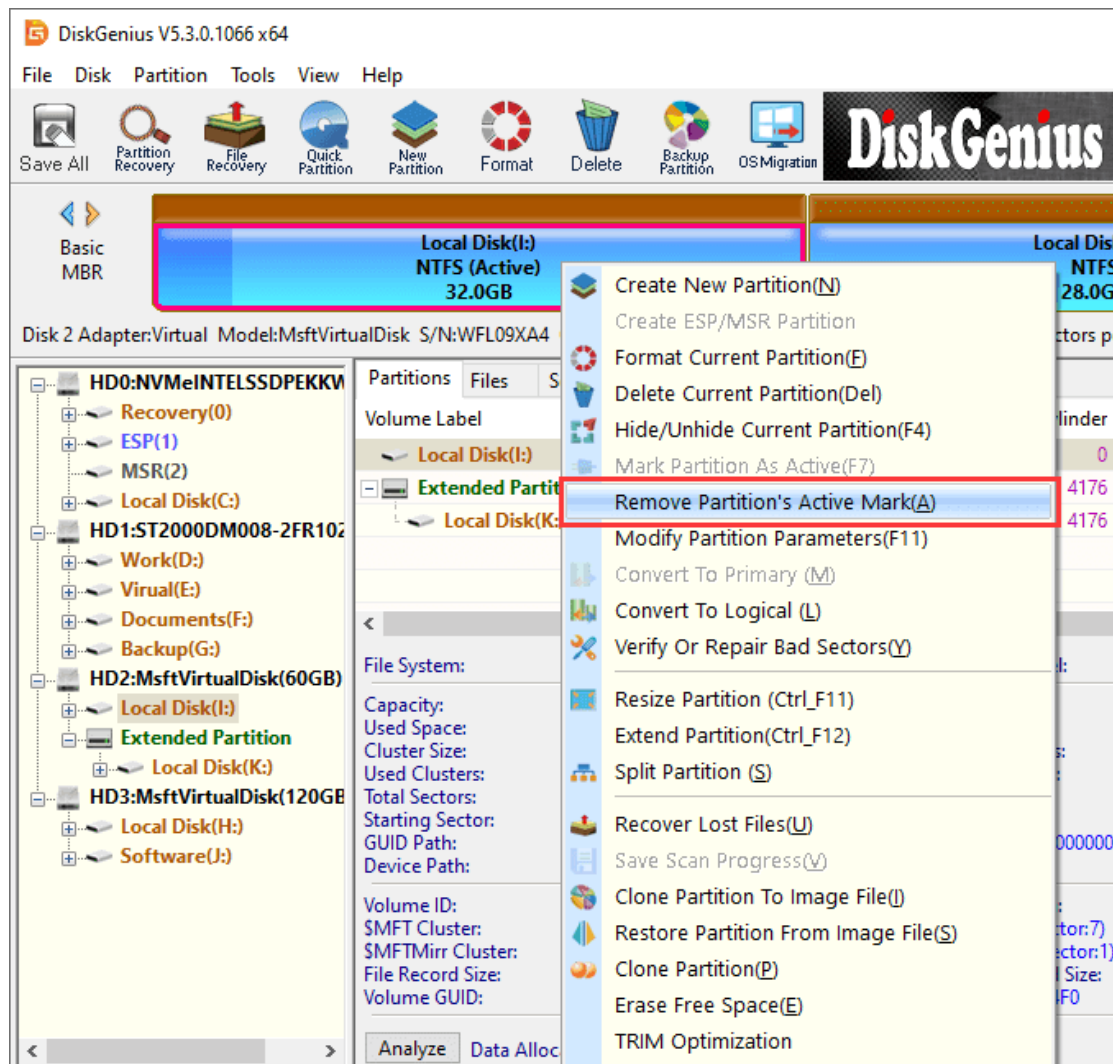 DiskGenius V5.3.0.1066 x64
File Disk Partition Tools View Help
Save All
Partition Recovery
File Recovery
Quick Partition
New Partition
Format
Delete
Backup Partition
OS Migration
DiskGenius
Basic
MBR
Local Disk(I:)
NTFS (Active)
32.0GB
Local Dis
NTFS
28.0G
Disk 2 Adapter:Virtual Model:MsftVirtualDisk S/N:WFL09XA4
ctors p
HD0:NVMeINTELSSDPEKKW
Recovery(0)
ESP(1)
MSR(2)
Local Disk(C:)
HD1:ST2000DM008-2FR102
Work(D:)
Virual(E:)
Documents(F:)
Backup(G:)
HD2:MsftVirtualDisk(60GB)
Local Disk(I:)
Extended Partition
Local Disk(K:)
HD3:MsftVirtualDisk(120GB
Local Disk(H:)
Software(J:)
Partitions Files S
Volume Label
ylinder
Local Disk(I:) 0
Extended Partit 4176
Local Disk(K: 4176
File System:
Capacity:
Used Space:
Cluster Size:
Used Clusters:
Total Sectors:
Starting Sector:
GUID Path:
Device Path:
Volume ID:
$MFT Cluster:
$MFTMirr Cluster:
File Record Size:
Volume GUID:
Analyze Data Alloc
Create New Partition(N)
Create ESP/MSR Partition
Format Current Partition(F)
Delete Current Partition(Del)
Hide/Unhide Current Partition(F4)
Mark Partition As Active(F7)
Remove Partition's Active Mark(A)
Modify Partition Parameters(F11)
Convert To Primary (M)
Convert To Logical (L)
Verify Or Repair Bad Sectors(Y)
Resize Partition (Ctrl_F11)
Extend Partition(Ctrl_F12)
Split Partition (S)
Recover Lost Files(U)
Save Scan Progress(V)
Clone Partition To Image File(I)
Restore Partition From Image File(S)
Clone Partition(P)
Erase Free Space(E)
TRIM Optimization
000000
tor:7)
ector:1)
Size:
4F0